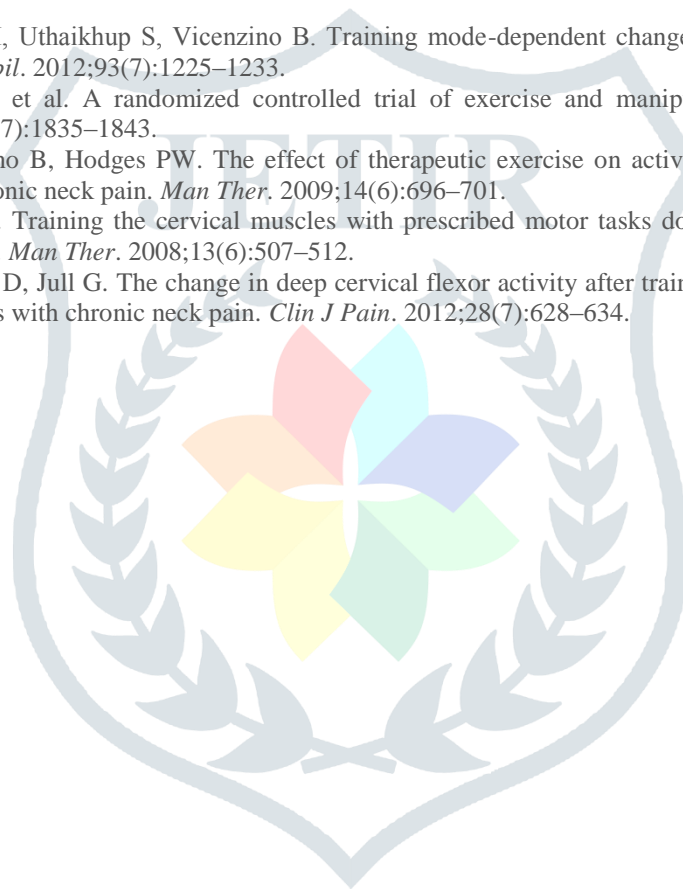 , Uthaikhup S, Vicenzino B. Training mode-dependent change
bil. 2012;93(7):1225–1233.
et al. A randomized controlled trial of exercise and manip
7):1835–1843.
no B, Hodges PW. The effect of therapeutic exercise on activ
onic neck pain. Man Ther. 2009;14(6):696–701.
. Training the cervical muscles with prescribed motor tasks do
Man Ther. 2008;13(6):507–512.
D, Jull G. The change in deep cervical flexor activity after train
s with chronic neck pain. Clin J Pain. 2012;28(7):628–634.
JETIR